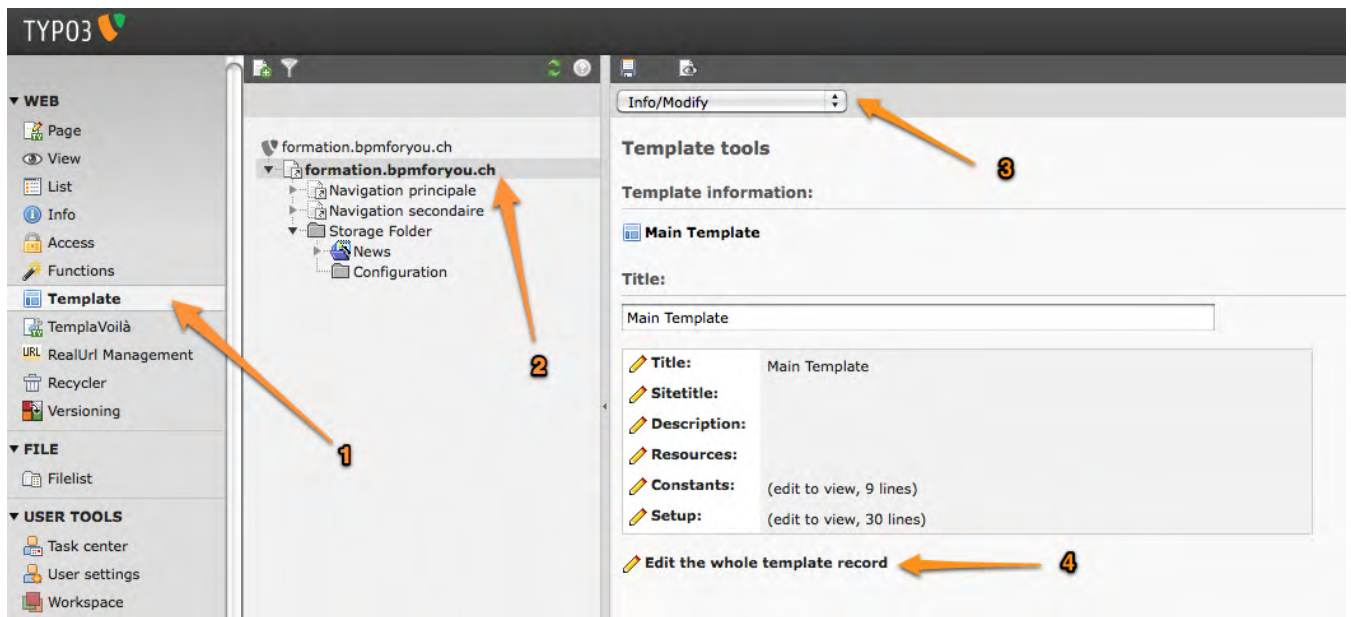 TYPO3
WEB
Page
View
List
Info
Access
Functions
Template
TemplaVoilà
URL RealUrl Management
Recycler
Versioning
FILE
Filelist
USER TOOLS
Task center
User settings
Workspace
1
formation.bpmforyou.ch
formation.bpmforyou.ch
Navigation principale
Navigation secondaire
Storage Folder
News
Configuration
2
Info/Modify
3
Template tools
Template information:
Main Template
Title:
Main Template
Title: Main Template
Sitetitle:
Description:
Resources:
Constants: (edit to view, 9 lines)
Setup: (edit to view, 30 lines)
Edit the whole template record
4